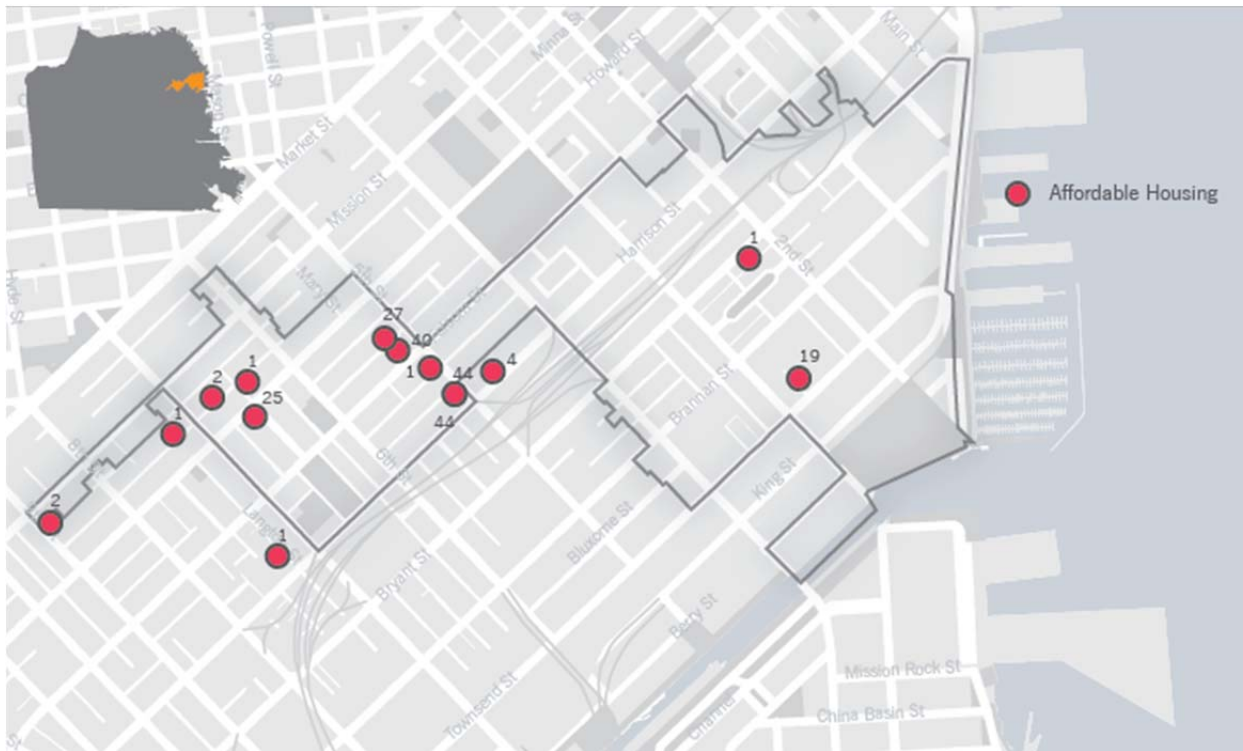 Powell St
Minna St
Howard St
Main St
Market St
Mission St
Affordable Housing
Harrison St
1
2nd St
Hyde St
Mary St
27
40
1
4
44
44
19
1
2
25
1
Brannan St
6th St
King St
2
1
Bluxome St
Bryant St
Berry St
Mission Rock St
China Basin St
Townsend St
Channel